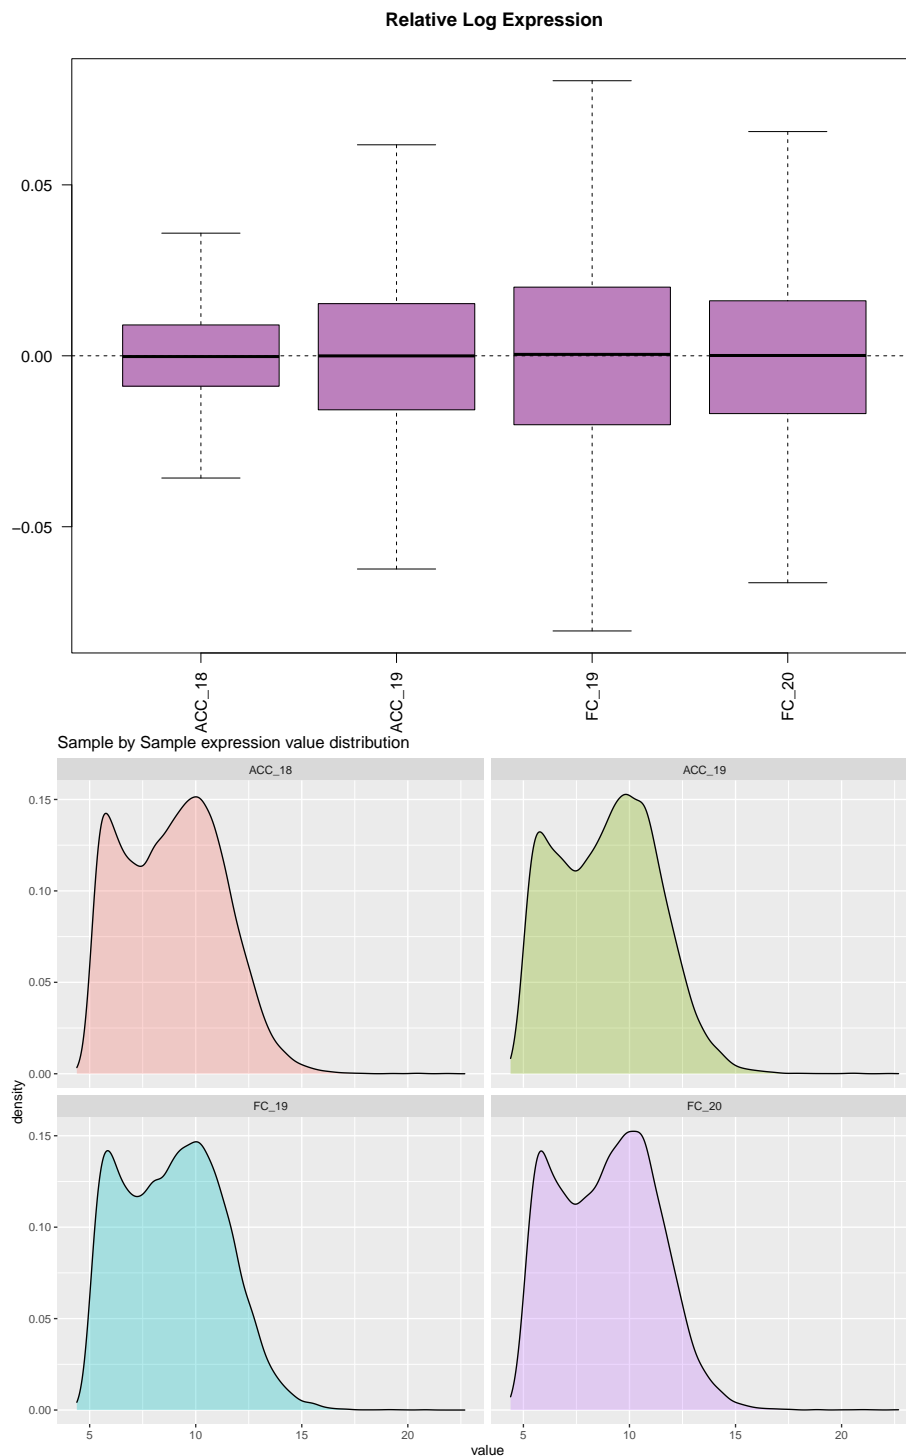 Relative Log Expression
0.05
0.00
−0.05
ACC_18
ACC_19
FC_19
FC_20
Sample by Sample expression value distribution
ACC_18
ACC_19
0.15
0.10
0.05
0.00
FC_19
FC_20
0.15
0.10
0.05
0.00
density
5
10
15
20
5
10
15
20
value